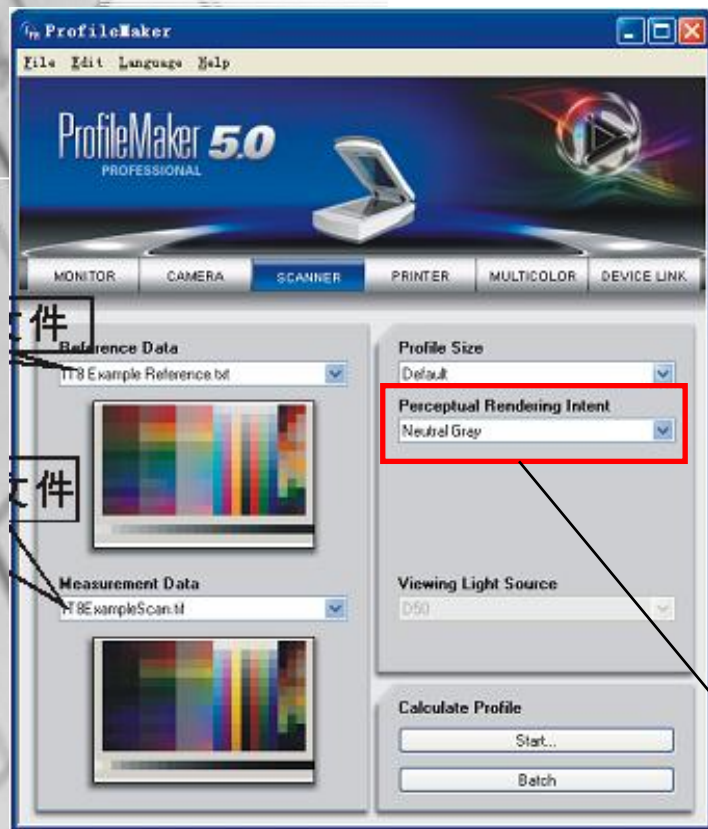 ProfileMaker
File Edit Language Help
ProfileMaker 5.0
PROFESSIONAL
MONITOR CAMERA SCANNER PRINTER MULTICOLOR DEVICE LINK
文件
Reference Data
IT8 Example Reference.txt
Profile Size
Default
Perceptual Rendering Intent
Neutral Gray
文件
Measurement Data
IT8ExampleScan.tif
Viewing Light Source
D50
Calculate Profile
Start...
Batch